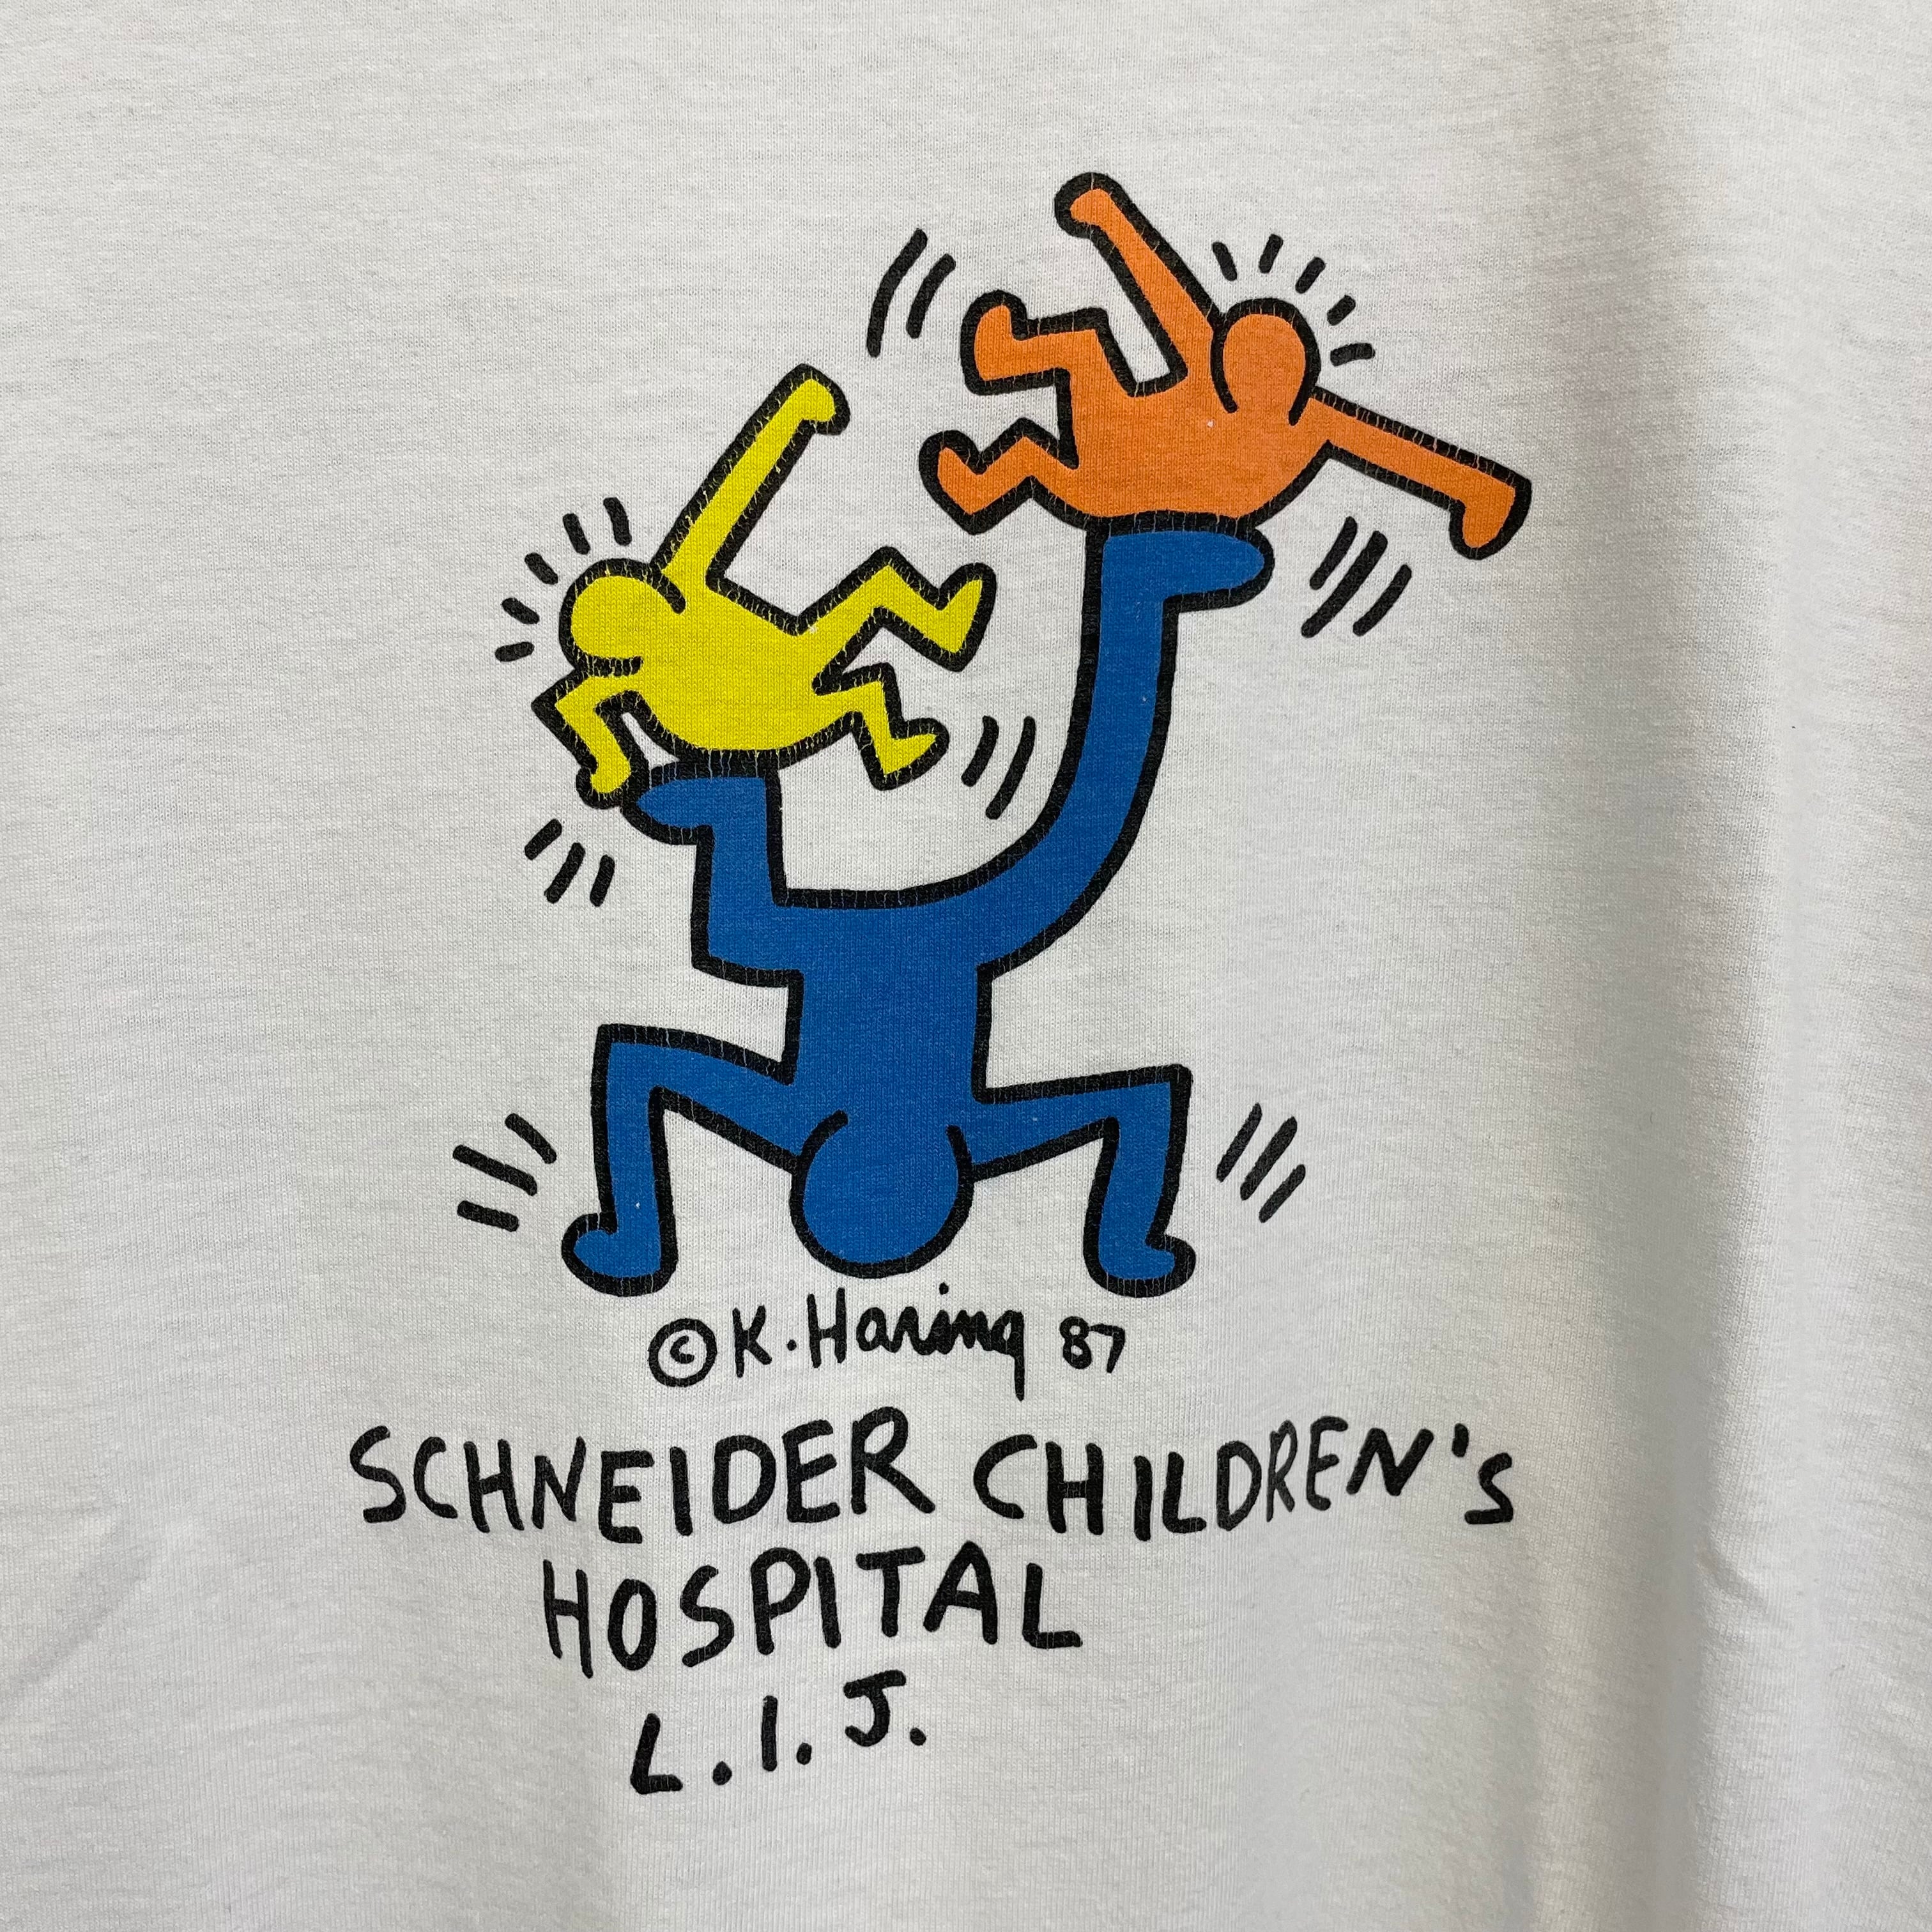 © K. Haring 87
SCHNEIDER CHILDREN'S
HOSPITAL
L.I.J.